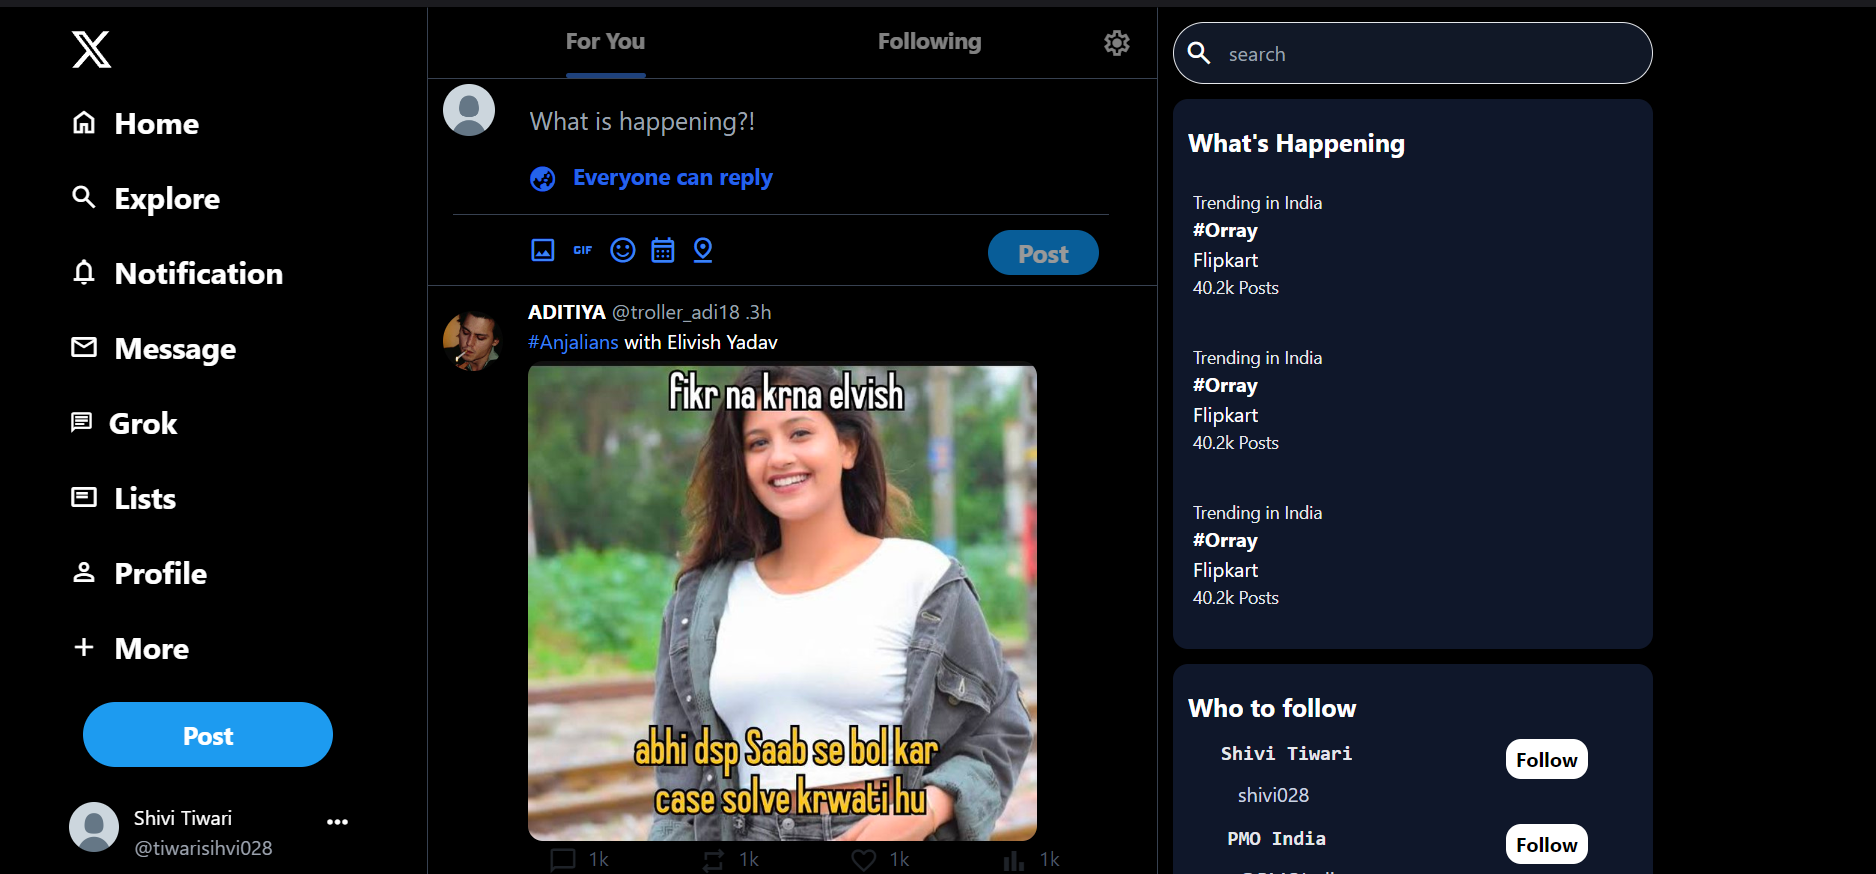 Home
Explore
Notification
Message
Grok
Lists
Profile
More
Post
Shivi Tiwari
@tiwarisihvi028
For You
Following
What is happening?!
Everyone can reply
GIF
Post
ADITIYA @troller_adi18 .3h
#Anjalians with Elivish Yadav
fikr na krna elvish
abhi dsp Saab se bol kar
case solve krwati hu
1k
1k
1k
1k
search
What's Happening
Trending in India
#Orray
Flipkart
40.2k Posts
Trending in India
#Orray
Flipkart
40.2k Posts
Trending in India
#Orray
Flipkart
40.2k Posts
Who to follow
Shivi Tiwari
Follow
shivi028
PMO India
Follow